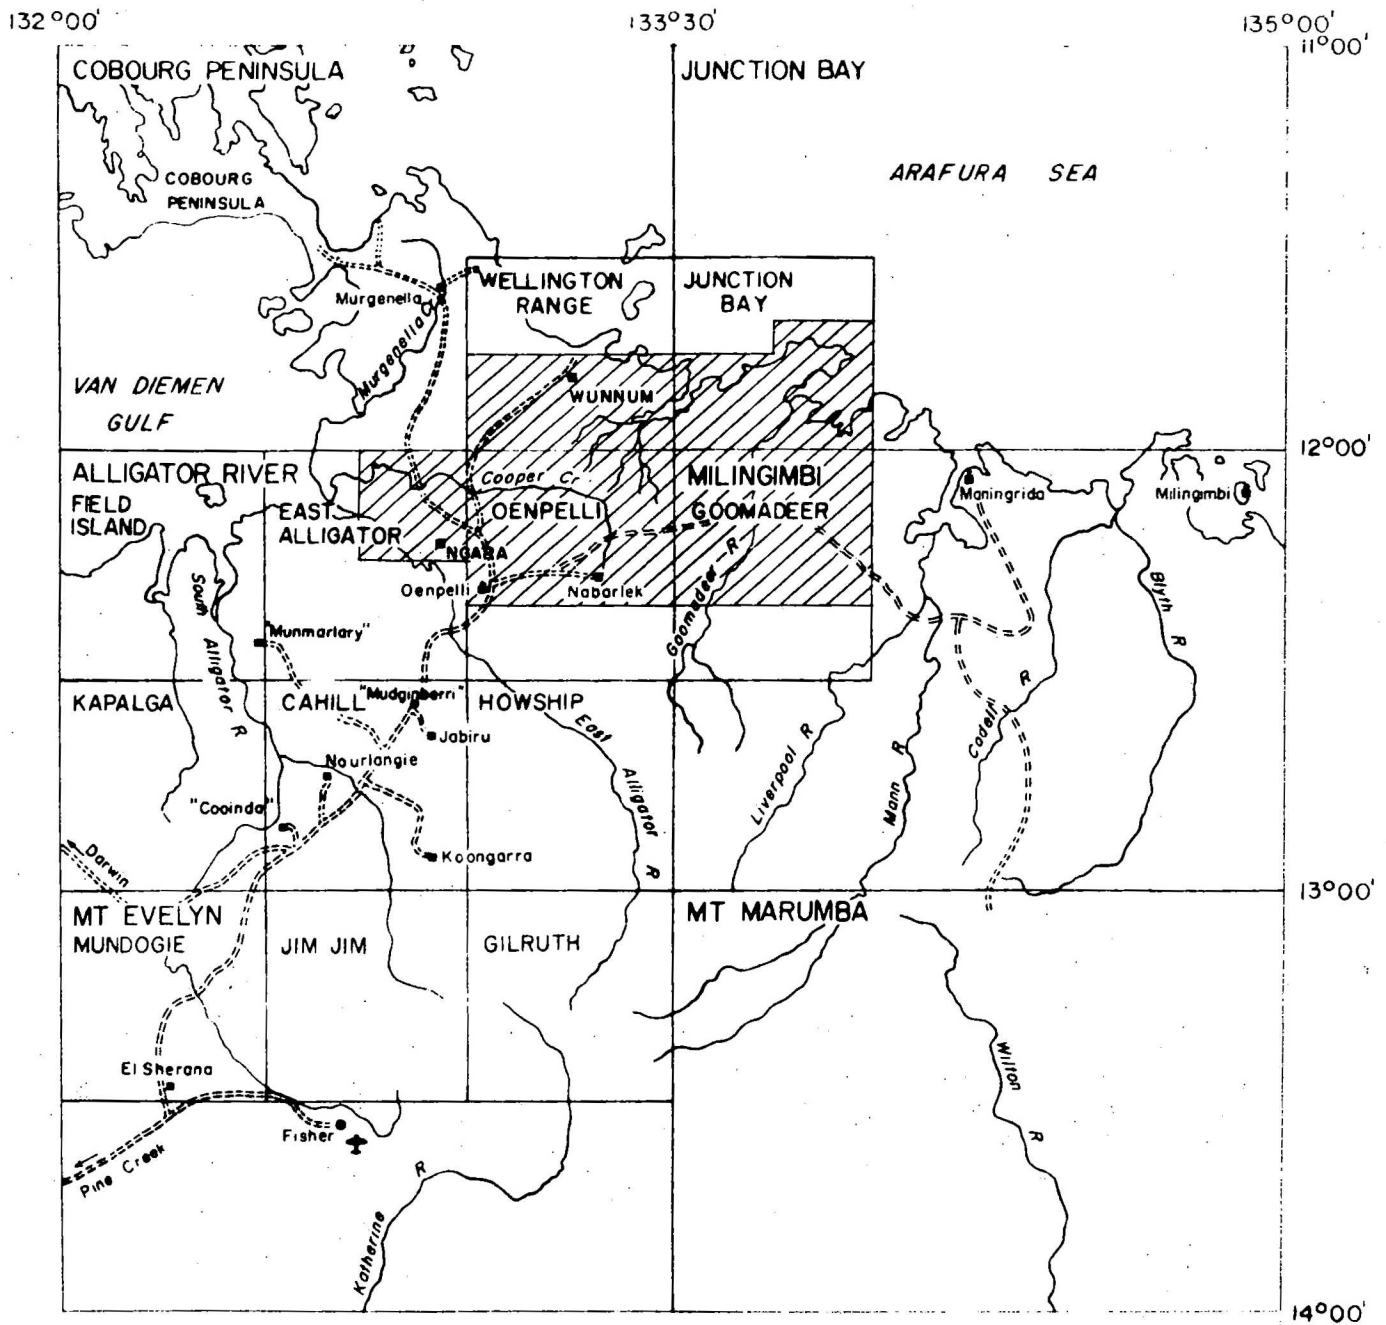 132°00'
133°30'
135°00'
11°00'
COBOURG PENINSULA
JUNCTION BAY
ARAFURA SEA
COBOURG
PENINSULA
WELLINGTON
RANGE
JUNCTION
BAY
Murgenella
Murgenella Cr
VAN DIEMEN
GULF
WUNNUM
12°00'
ALLIGATOR RIVER
FIELD
ISLAND
EAST
ALLIGATOR
Cooper Cr
OENPELLI
MILINGIMBI
GOOMADEER
Maningrida
Milingimbi
NGABA
Oenpelli
Nabarlek
Goomadeer R
South Alligator R
"Munmarlary"
Blyth R
KAPALGA
CAHILL
"Mudginberri"
HOWSHIP
Jabiru
East Alligator R
Liverpool R
Mann R
Cadell R
Nourlangie
"Cooinda"
Koongarra
Darwin
13°00'
MT EVELYN
MUNDOGIE
JIM JIM
GILRUTH
MT MARUMBA
El Sherana
Fisher
Pine Creek
Katherine R
Wilton R
14°00'